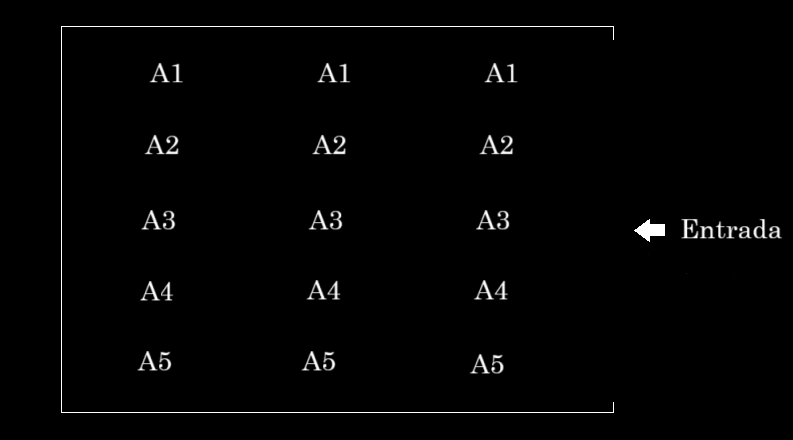 A1 A1 A1
A2 A2 A2
A3 A3 A3
Entrada
A4 A4 A4
A5 A5 A5